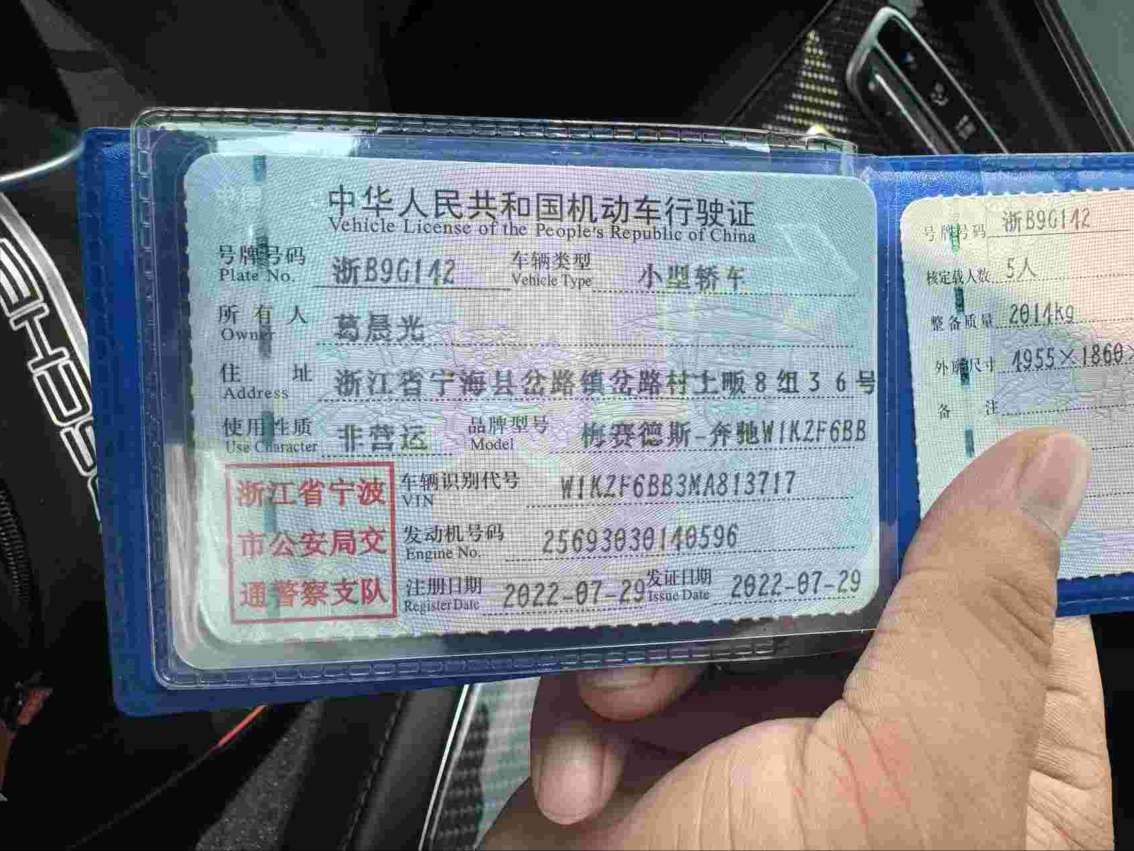 中华人民共和国机动车行驶证
Vehicle License of the People's Republic of China
号牌号码 浙B9G142 车辆类型 小型轿车
Plate No. Vehicle Type
所有人 葛晨光
Owner
住址 浙江省宁海县岔路镇岔路村上畈8组36号
Address
使用性质 非营运 品牌型号 梅赛德斯-奔驰W1KZF6BB
Use Character Model
浙江省宁波
市公安局交
通警察支队
车辆识别代号 W1KZF6BB3MA813717
VIN
发动机号码 25693030140596
Engine No.
注册日期 2022-07-29 发证日期 2022-07-29
Register Date Issue Date
号牌号码 浙B9G142
核定载人数 5人
整备质量 2014kg
外廓尺寸 4955×1860×
备注